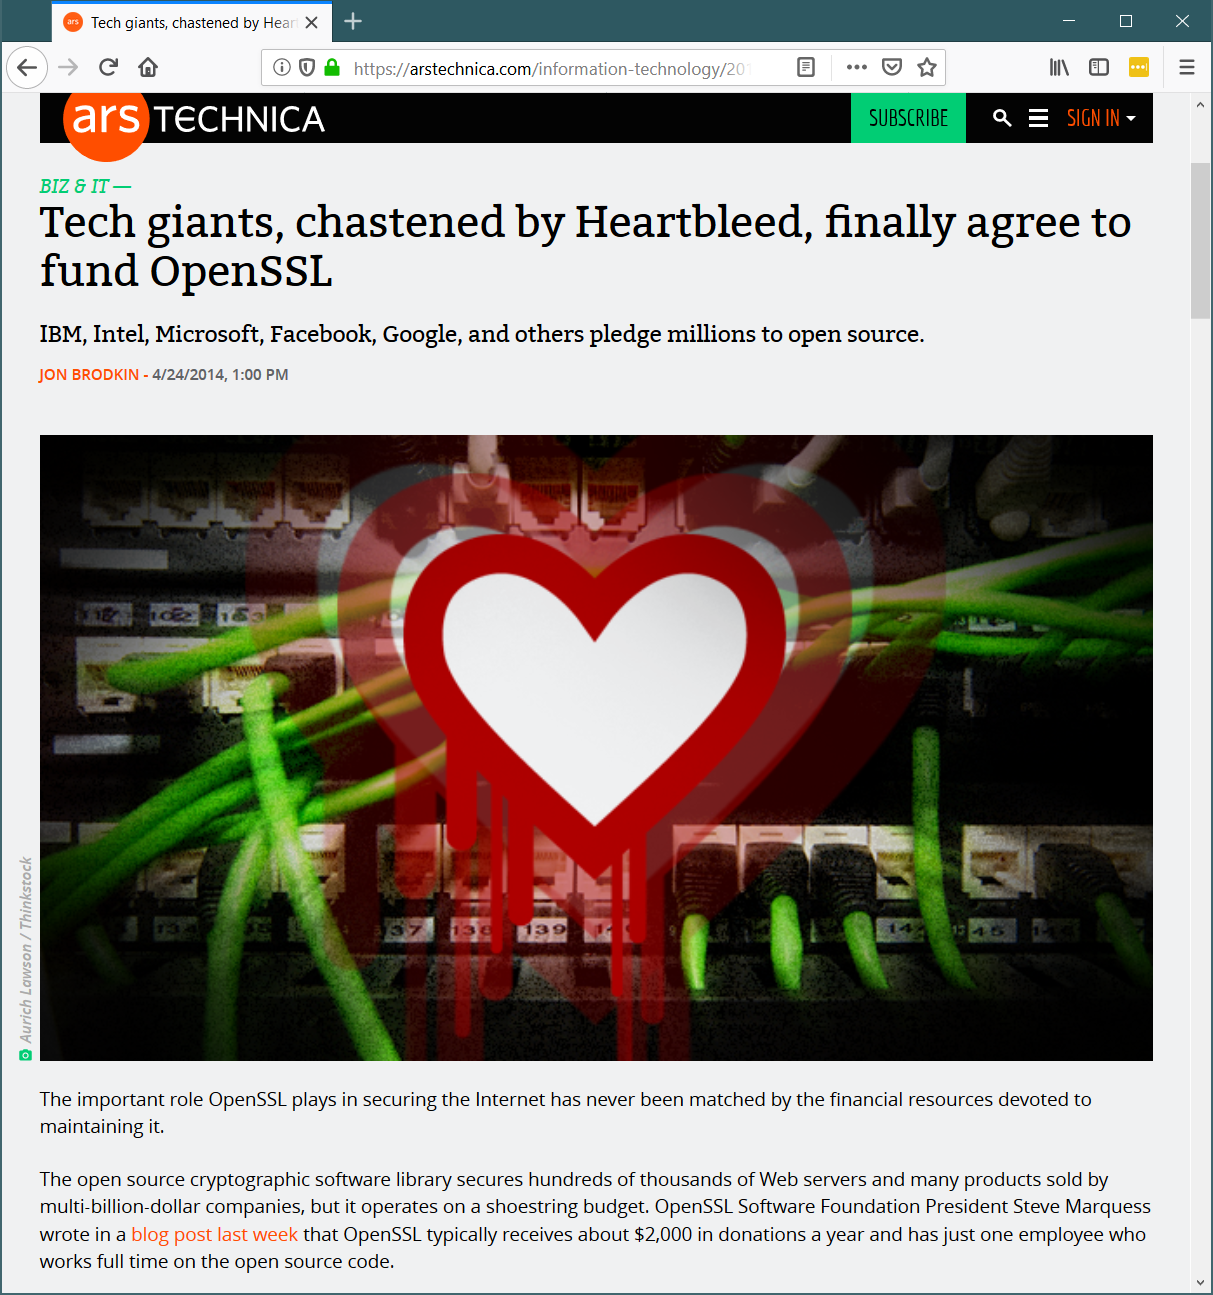 Tech giants, chastened by Hear
https://arstechnica.com/information-technology/20
ars TECHNICA
SUBSCRIBE
SIGN IN
BIZ & IT —
Tech giants, chastened by Heartbleed, finally agree to
fund OpenSSL
IBM, Intel, Microsoft, Facebook, Google, and others pledge millions to open source.
JON BRODKIN - 4/24/2014, 1:00 PM
102
137
138
139
145
Aurich Lawson / Thinkstock
The important role OpenSSL plays in securing the Internet has never been matched by the financial resources devoted to
maintaining it.
The open source cryptographic software library secures hundreds of thousands of Web servers and many products sold by
multi-billion-dollar companies, but it operates on a shoestring budget. OpenSSL Software Foundation President Steve Marquess
wrote in a blog post last week that OpenSSL typically receives about $2,000 in donations a year and has just one employee who
works full time on the open source code.